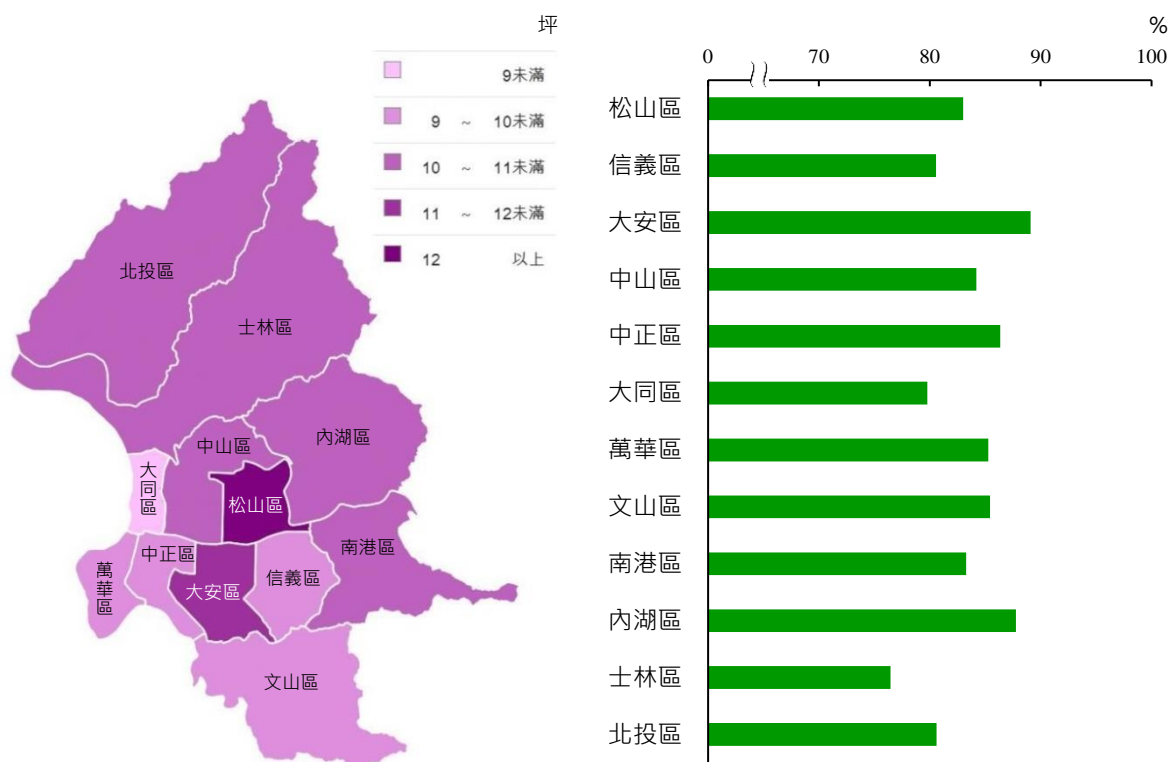 坪
9未滿
9 ~ 10未滿
10 ~ 11未滿
11 ~ 12未滿
12 以上
北投區
士林區
內湖區
中山區
大同區
松山區
南港區
中正區
萬華區
大安區
信義區
文山區
%
0 70 80 90 100
松山區
信義區
大安區
中山區
中正區
大同區
萬華區
文山區
南港區
內湖區
士林區
北投區